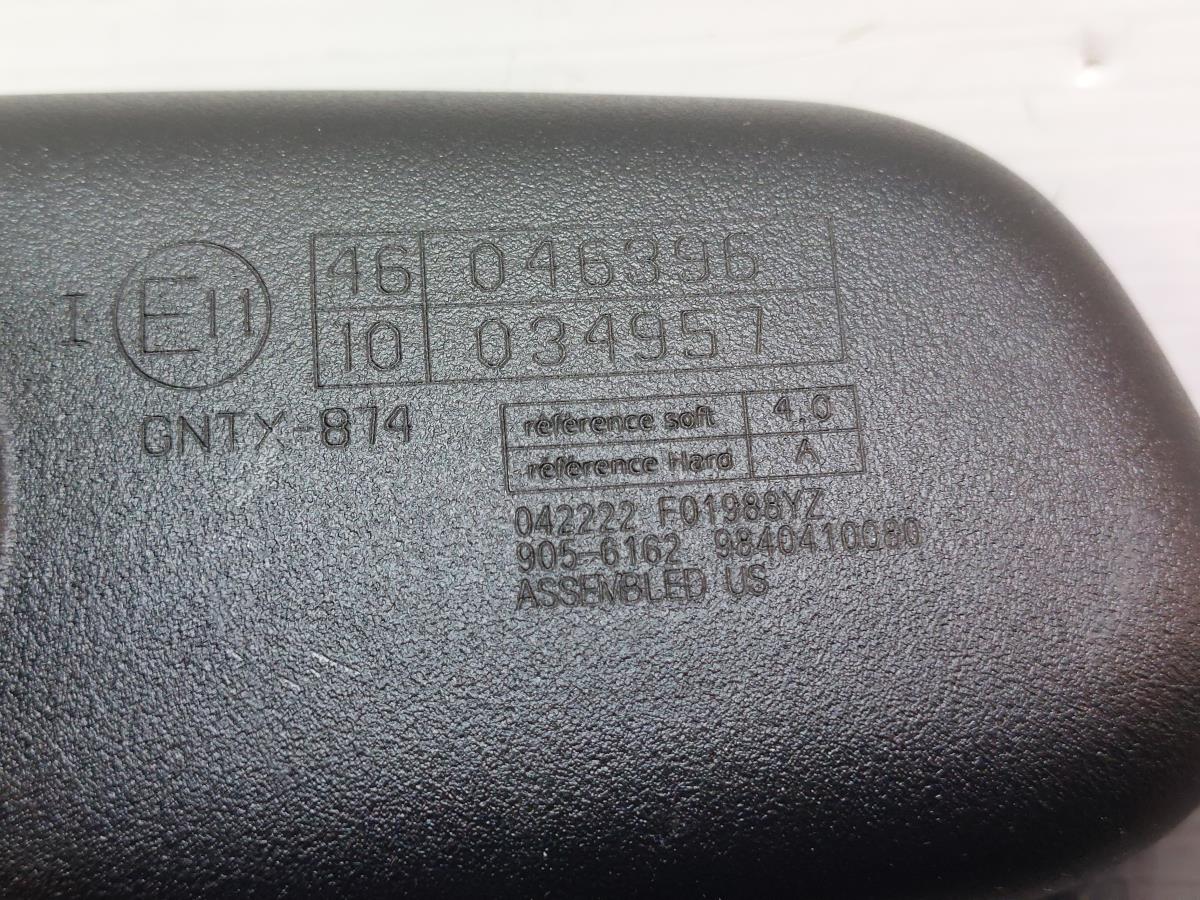 I E11 46 046396
10 034957
GNTX-874
référence soft 4.0
référence Hard A
042222 F01988YZ
905-6162 9840410080
ASSEMBLED US